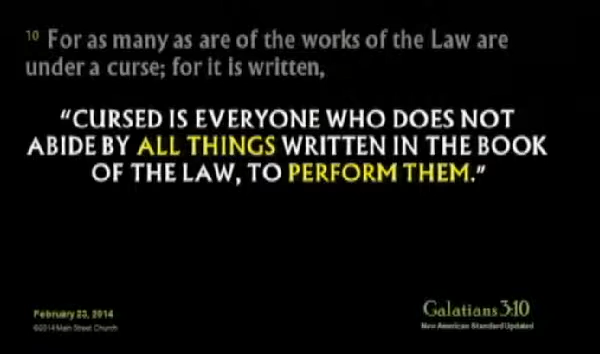 10 For as many as are of the works of the Law are
under a curse; for it is written,
“CURSED IS EVERYONE WHO DOES NOT
ABIDE BY ALL THINGS WRITTEN IN THE BOOK
OF THE LAW, TO PERFORM THEM.”
February 23, 2014
©2014 Main Street Church
Galatians 3:10
New American Standard Updated